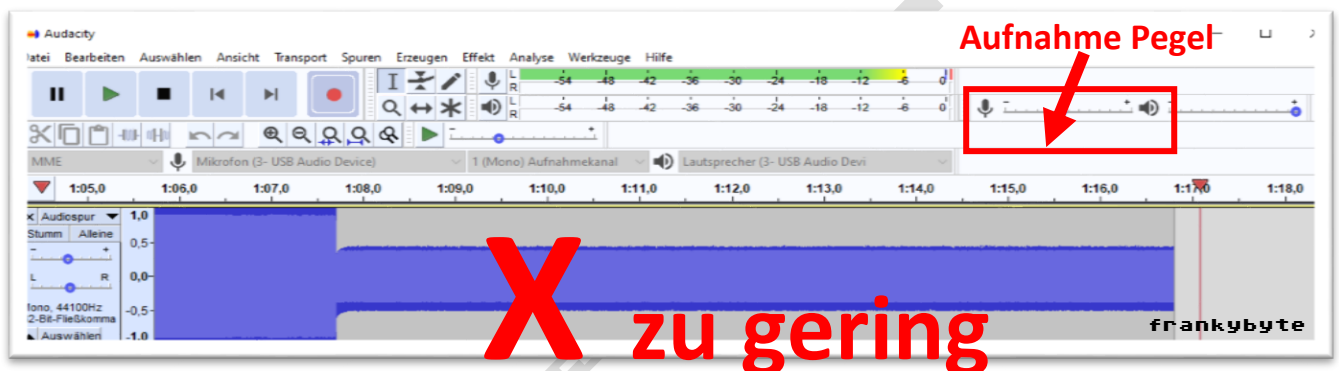 Audacity
Aufnahme Pegel
Datei Bearbeiten Auswählen Ansicht Transport Spuren Erzeugen Effekt Analyse Werkzeuge Hilfe
L R -54 -48 -42 -36 -30 -24 -18 -12 -6 0
L R -54 -48 -42 -36 -30 -24 -18 -12 -6 0
MME Mikrofon (3- USB Audio Device) 1 (Mono) Aufnahmekanal Lautsprecher (3- USB Audio Devi
1:05,0 1:06,0 1:07,0 1:08,0 1:09,0 1:10,0 1:11,0 1:12,0 1:13,0 1:14,0 1:15,0 1:16,0 1:17,0 1:18,0
x Audiospur 1,0
Stumm Alleine 0,5
- +
L R 0,0
Mono, 44100Hz
32-Bit-Fließkomma -0,5
Auswählen -1,0
X zu gering
frankybyte